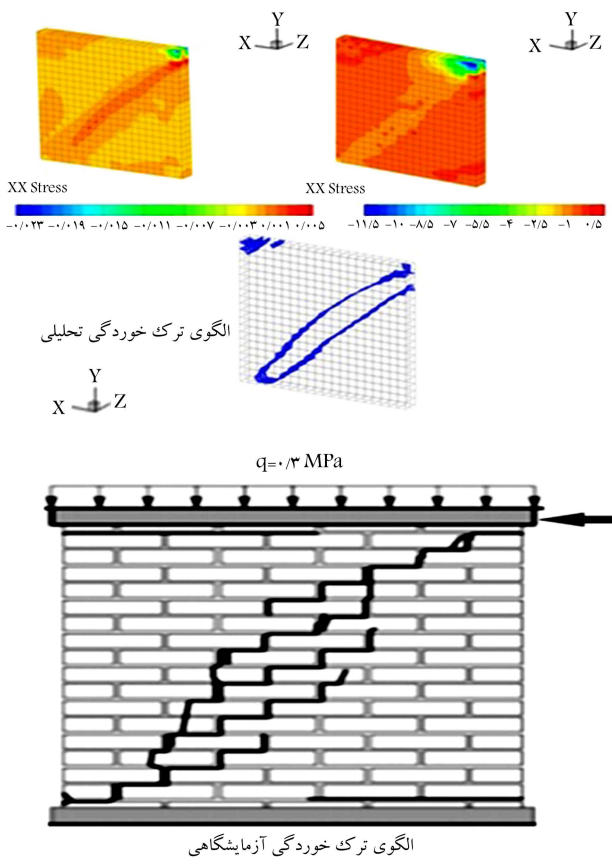 Y
X Z
Y
X Z
XX Stress
-۰/۰۲۳ -۰/۰۱۹ -۰/۰۱۵ -۰/۰۱۱ -۰/۰۰۷ -۰/۰۰۳ ۰/۰۰۱ ۰/۰۰۵
XX Stress
-۱۱/۵ -۱۰ -۸/۵ -۷ -۵/۵ -۴ -۲/۵ -۱ ۰/۵
الگوی ترک خوردگی تحلیلی
Y
X Z
q=۰/۳ MPa
الگوی ترک خوردگی آزمایشگاهی